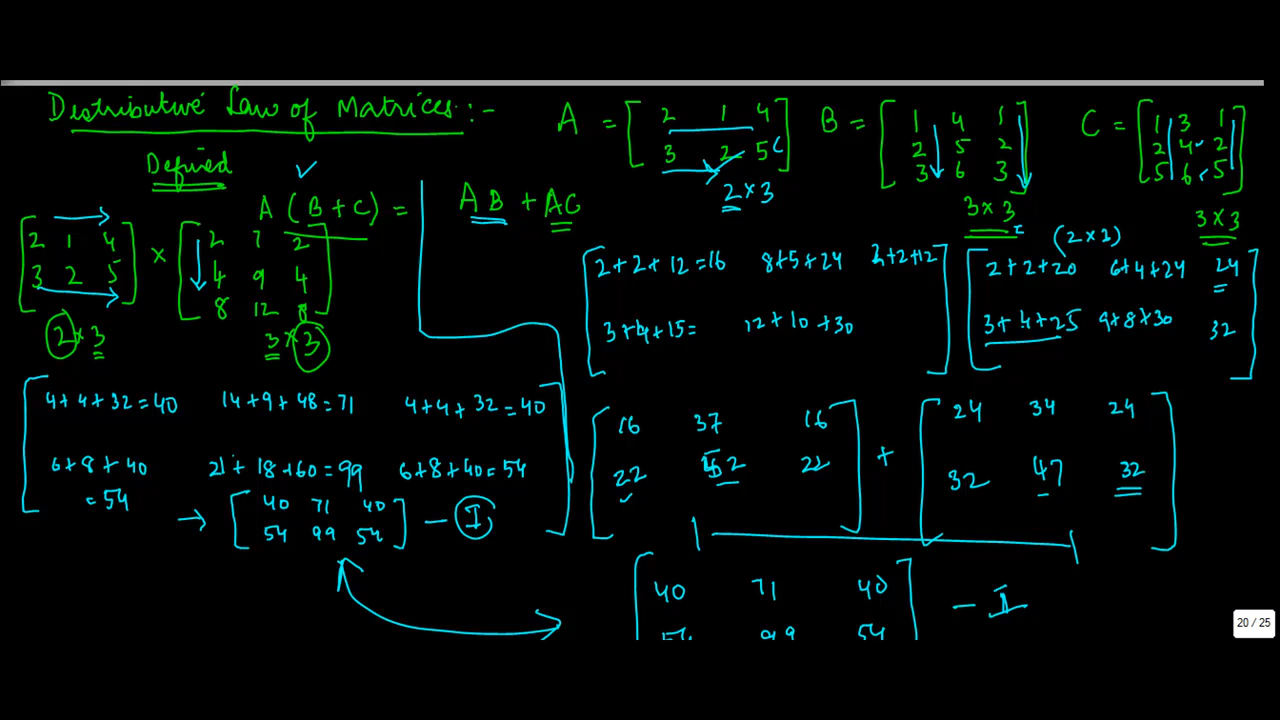 Distributive Law of Matrices :-
A = [ 2 1 4
3 2 5 ]
2 × 3
B = [ 1 4 1
2 5 2
3 6 3 ]
3 × 3
C = [ 1 3 1
2 4 2
5 6 5 ]
3 × 3
Defined
A (B + C) = AB + AC
[ 2 1 4
3 2 5 ]
2 × 3
×
[ 2 7 2
4 9 4
8 12 8 ]
3 × 3
[ 4+4+32=40 14+9+48=71 4+4+32=40
6+8+40 21+18+60=99 6+8+40=54
=54 ]
→ [ 40 71 40
54 99 54 ] — I
[ 2+2+12=16 8+5+24 2+2+12
3+4+15= 12+10+30 ]
[ 2+2+20 6+4+24 24
3+4+25 9+8+30 32 ]
[ 16 37 16
22 52 22 ]
+
[ 24 34 24
32 47 32 ]
[ 40 71 40 — I
54 99 54
20 / 25